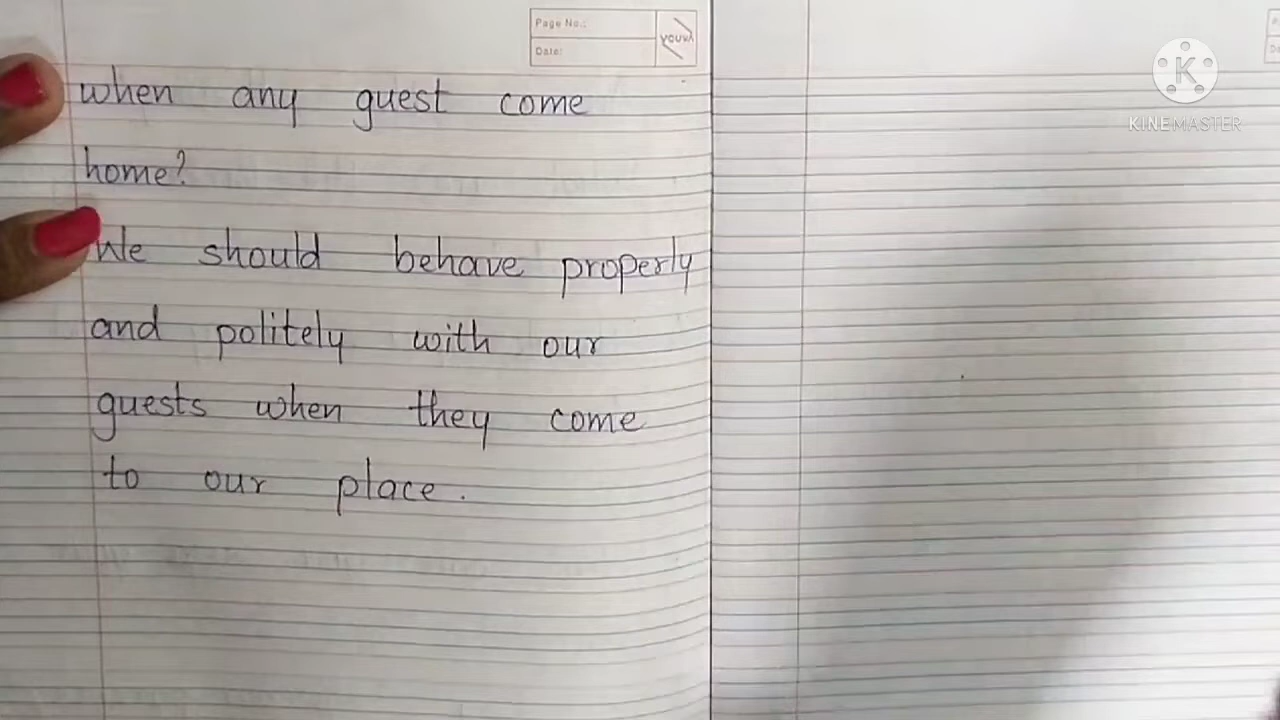 Page No.:
Date:
YOUVA
when any guest come
home?
We should behave properly
and politely with our
guests when they come
to our place.
K
KINEMASTER